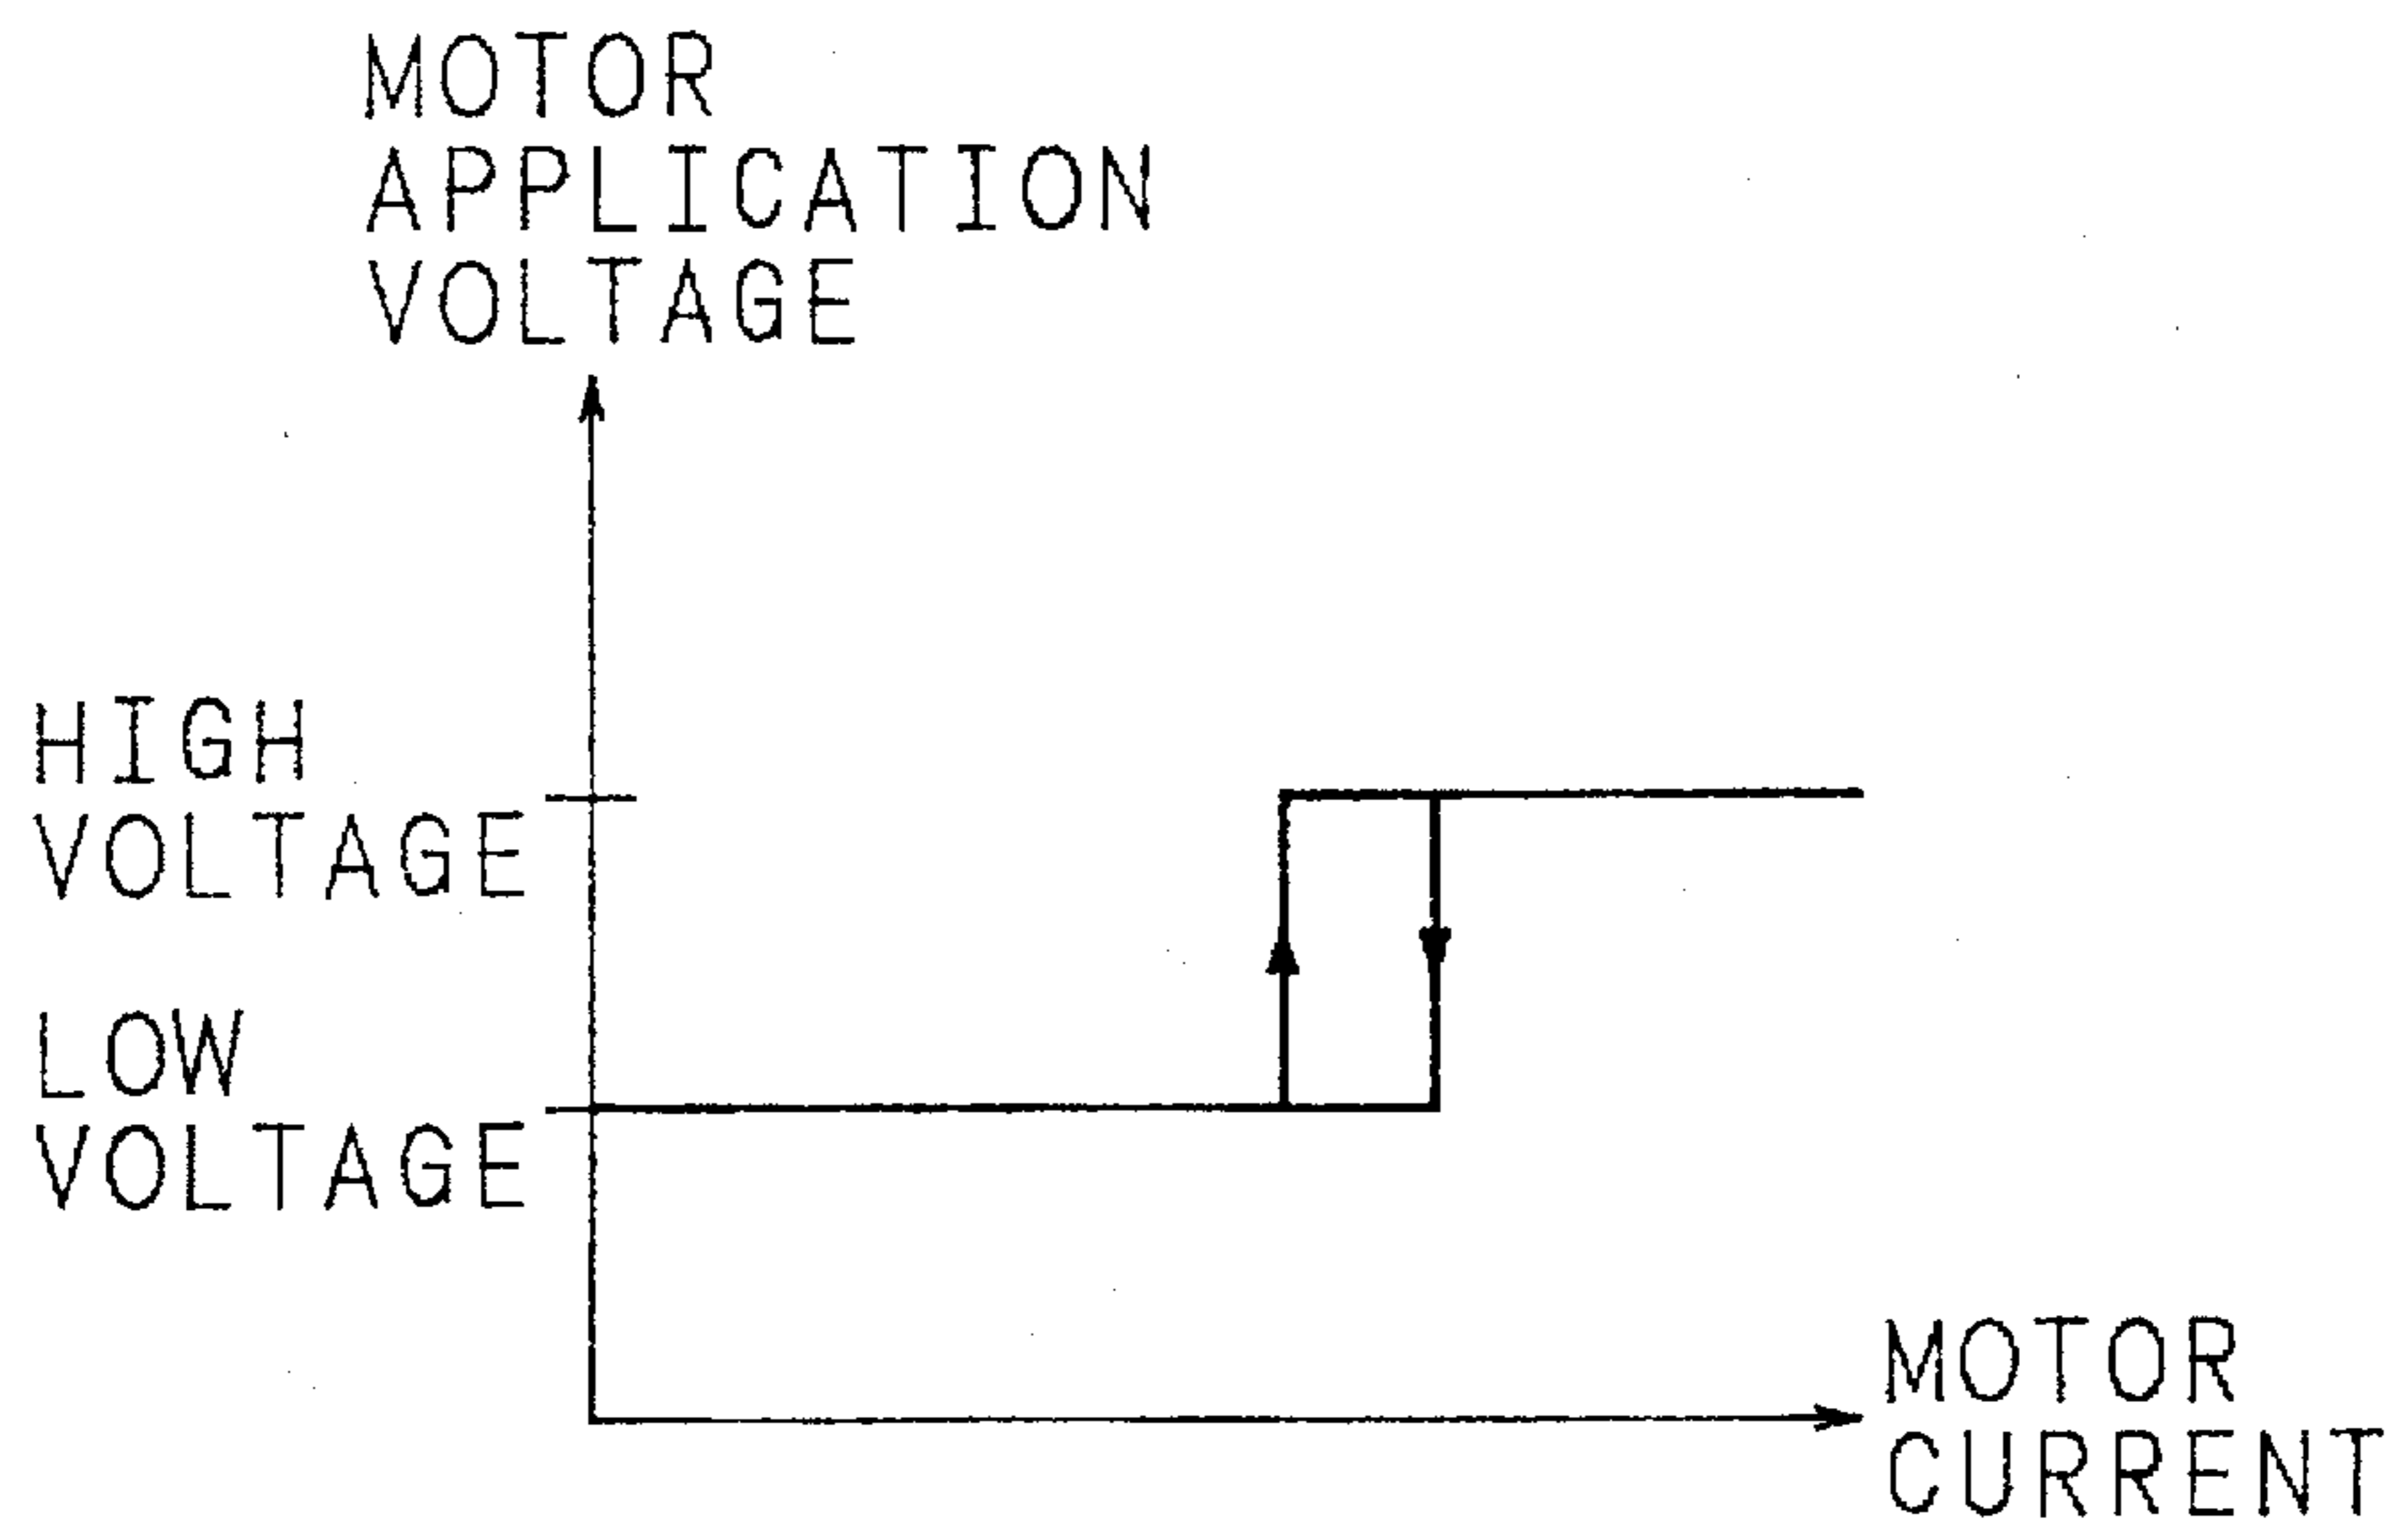 MOTOR
APPLICATION
VOLTAGE
HIGH
VOLTAGE
LOW
VOLTAGE
MOTOR
CURRENT